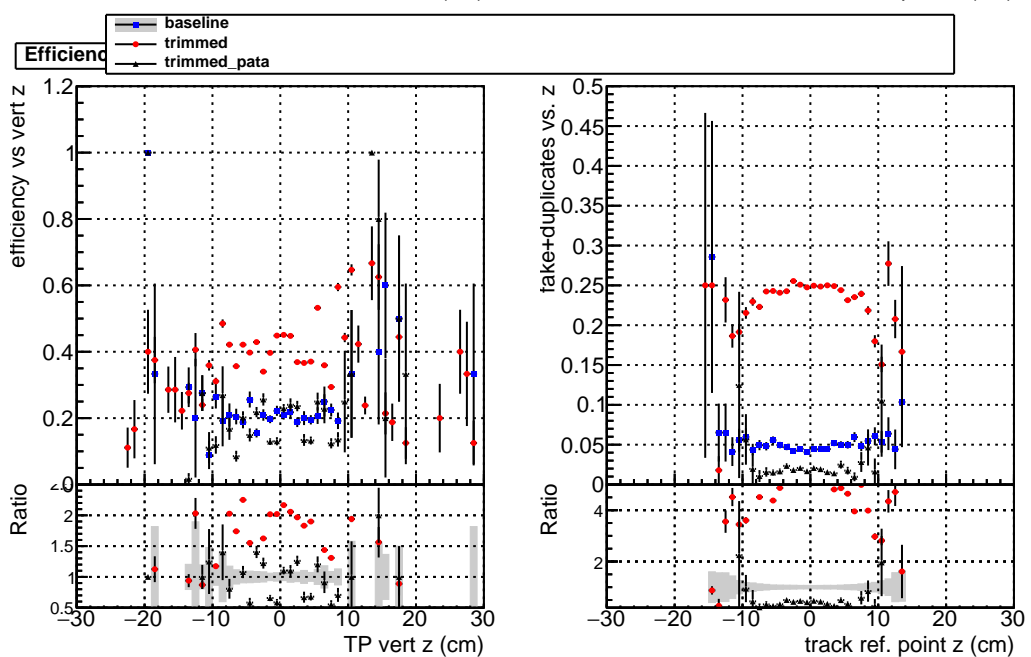 baseline
trimmed
trimmed_pata
Efficienc
efficiency vs vert z
1.2
1
0.8
0.6
0.4
0.2
0
Ratio
2
1.5
1
0.5
−30 −20 −10 0 10 20 30
TP vert z (cm)
fake+duplicates vs. z
0.5
0.45
0.4
0.35
0.3
0.25
0.2
0.15
0.1
0.05
0
Ratio
4
2
−30 −20 −10 0 10 20 30
track ref. point z (cm)